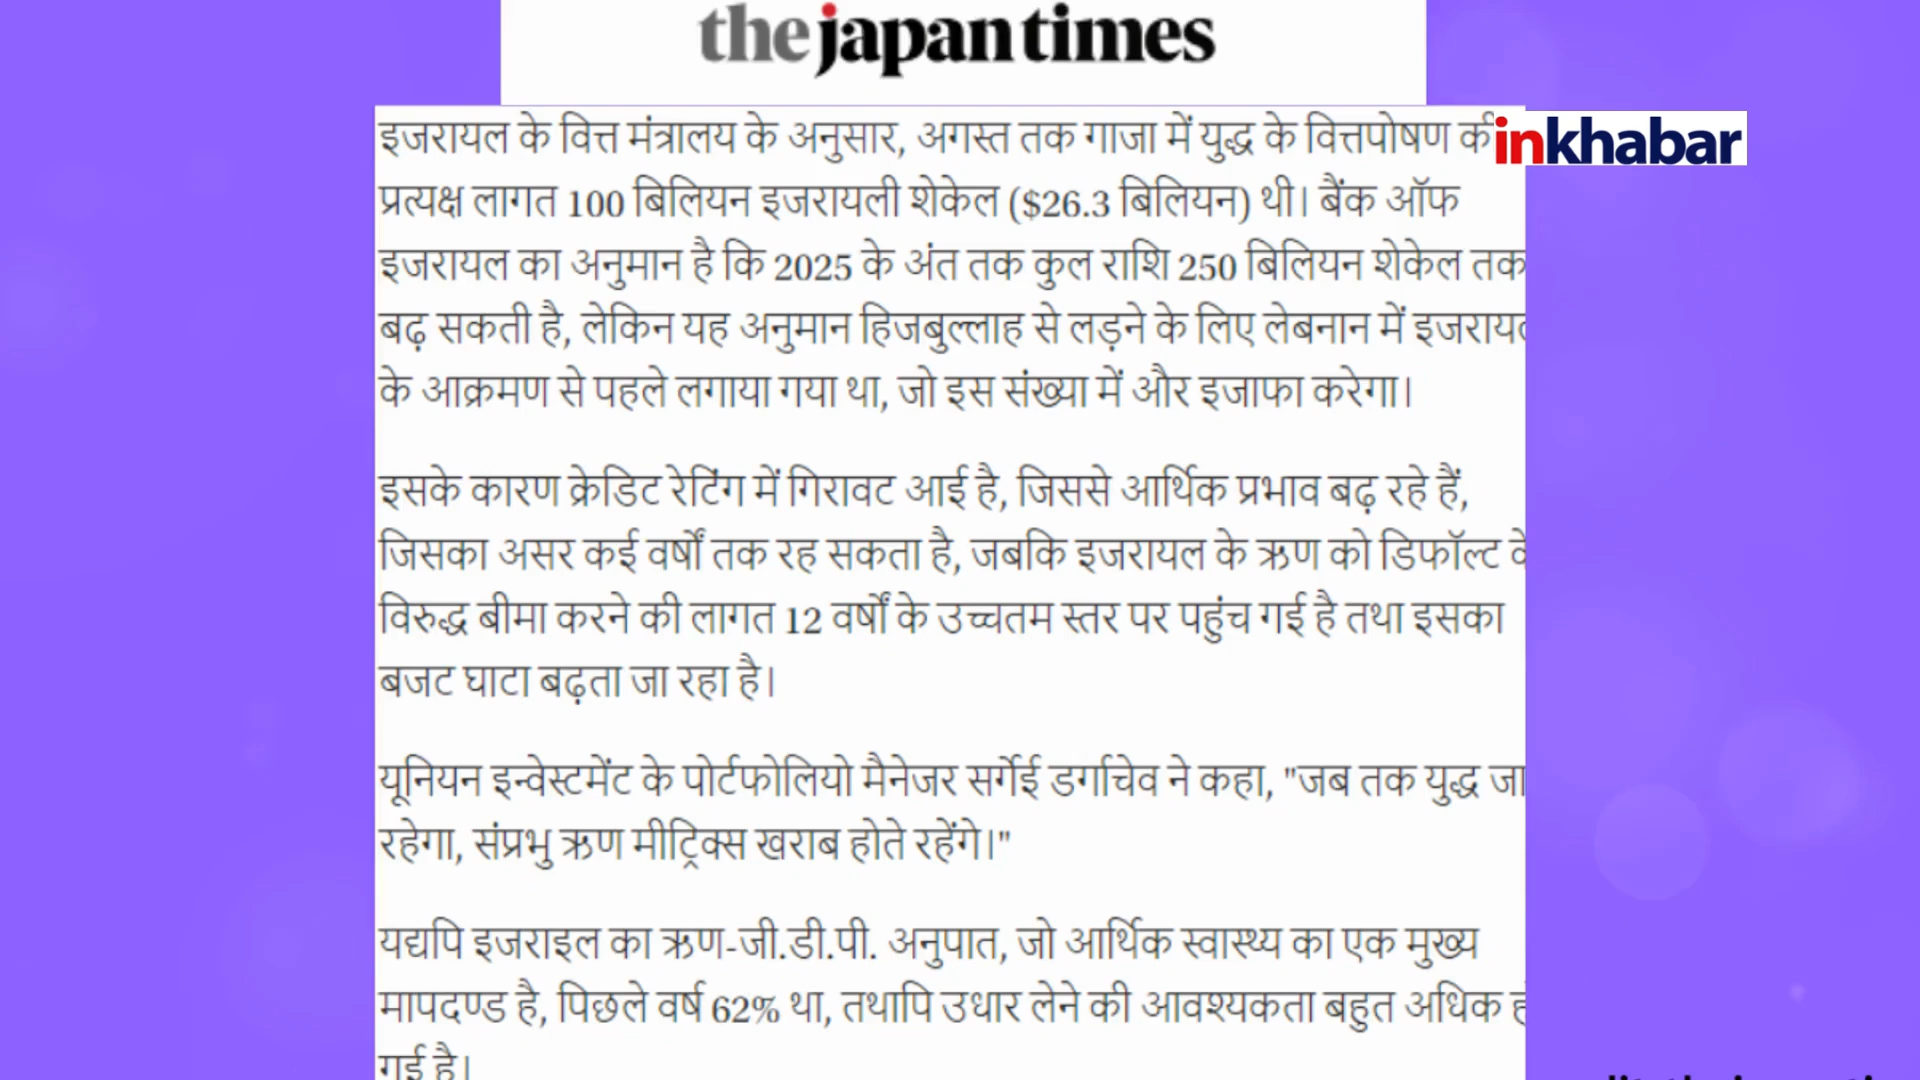 the japan times
inkhabar
इजरायल के वित्त मंत्रालय के अनुसार, अगस्त तक गाजा में युद्ध के वित्तपोषण की
प्रत्यक्ष लागत 100 बिलियन इजरायली शेकेल ($26.3 बिलियन) थी। बैंक ऑफ
इजरायल का अनुमान है कि 2025 के अंत तक कुल राशि 250 बिलियन शेकेल तक
बढ़ सकती है, लेकिन यह अनुमान हिजबुल्लाह से लड़ने के लिए लेबनान में
के आक्रमण से पहले लगाया गया था, जो इस संख्या में और इजाफा करेगा।
इसके कारण क्रेडिट रेटिंग में गिरावट आई है, जिससे आर्थिक प्रभाव बढ़ रहे हैं,
जिसका असर कई वर्षों तक रह सकता है, जबकि इजरायल के ऋण को डिफॉल्ट
विरुद्ध बीमा करने की लागत 12 वर्षों के उच्चतम स्तर पर पहुंच गई है तथा इसका
बजट घाटा बढ़ता जा रहा है।
यूनियन इन्वेस्टमेंट के पोर्टफोलियो मैनेजर सर्गेई डर्गाचेव ने कहा, "जब तक युद्ध
रहेगा, संप्रभु ऋण मीट्रिक्स खराब होते रहेंगे।"
यद्यपि इजराइल का ऋण-जी.डी.पी. अनुपात, जो आर्थिक स्वास्थ्य का एक मुख्य
मापदण्ड है, पिछले वर्ष 62% था, तथापि उधार लेने की आवश्यकता बहुत अधिक
गई है।